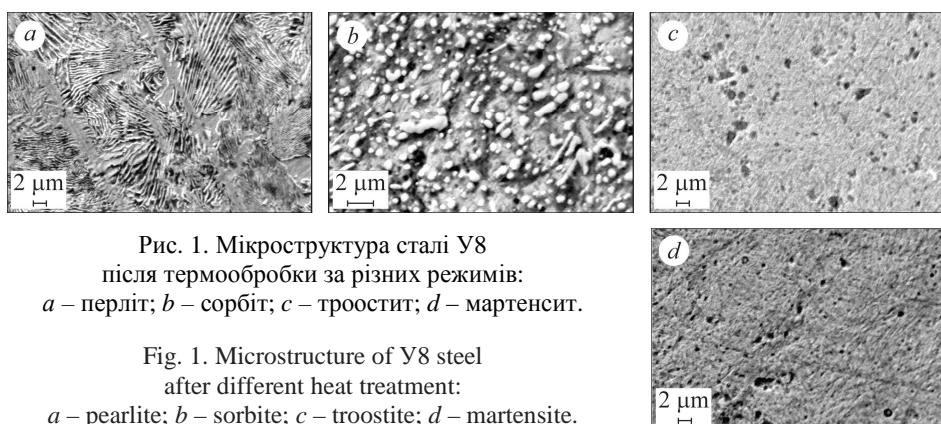 a
b
c
2 μm
2 μm
2 μm
Рис. 1. Мікроструктура сталі У8
після термообробки за різних режимів:
a – перліт; b – сорбіт; c – троостит; d – мартенсит.
d
2 μm
Fig. 1. Microstructure of У8 steel
after different heat treatment:
a – pearlite; b – sorbite; c – troostite; d – martensite.